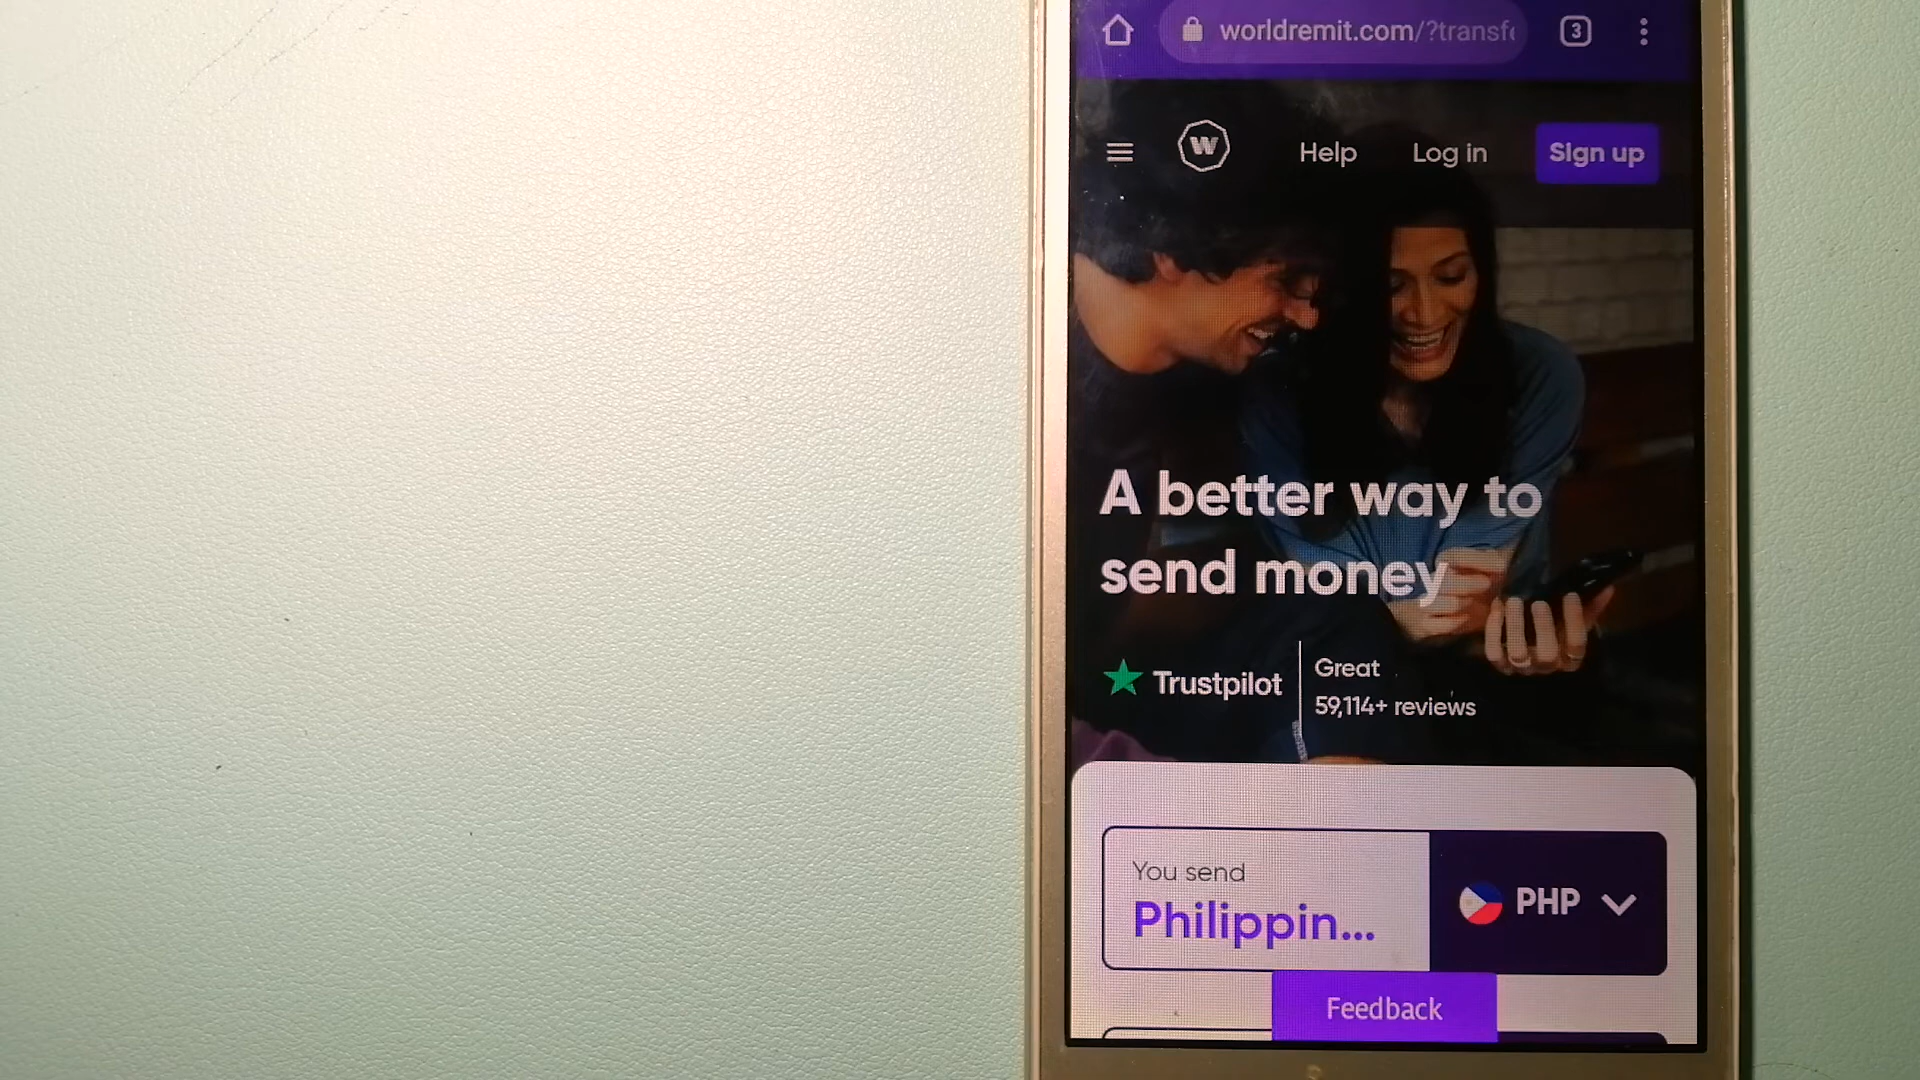 worldremit.com/?transf
3
W
Help
Log in
Sign up
A better way to
send money
Trustpilot
Great
59,114+ reviews
You send
Philippin...
PHP
Feedback